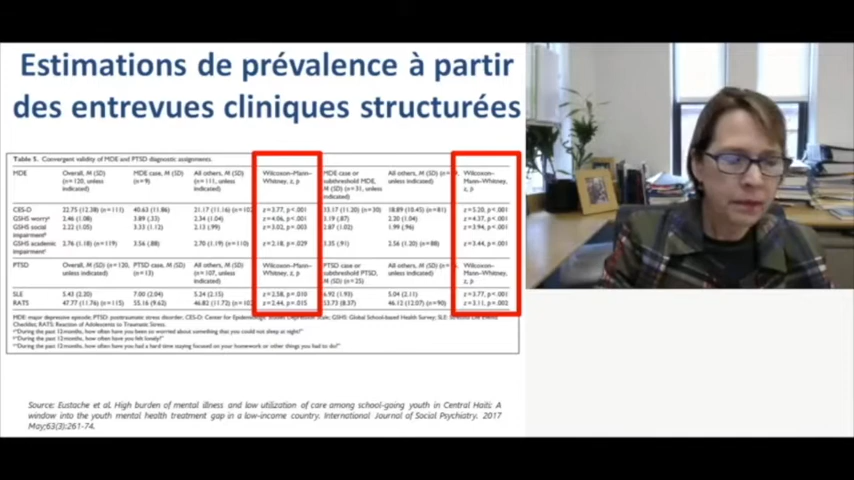 Estimations de prévalence à partir
des entrevues cliniques structurées
Table 5. Convergent validity of MDE and PTSD diagnostic assignments.
MDE Overall, M (SD) MDE case, M (SD) All others, M (SD) Wilcoxon–Mann– MDE case or All others, M (SD) Wilcoxon–
(n=120, unless (n=9) (n=111, unless Whitney, z, p subthreshold MDE, Mann–Whitney,
indicated) indicated) M (SD) (n=31, unless z, p
indicated)
CES-D 22.75 (12.38) (n=111) 40.63 (11.86) 21.17 (11.16) z=3.77, p<.001 33.17 (11.20) (n=30) 18.89 (10.45) (n=81) z=5.20, p<.001
GSHS worry 2.46 (1.08) 3.89 (.33) 2.34 (1.04) z=4.06, p<.001 3.19 (.87) 2.20 (1.04) z=4.37, p<.001
GSHS social 2.22 (1.05) 3.33 (1.12) 2.13 (.99) z=3.02, p=.003 2.87 (1.02) 1.99 (.96) z=3.94, p<.001
impairment
GSHS academic 2.76 (1.18) (n=119) 3.56 (.88) 2.70 (1.19) (n=110) z=2.18, p=.029 3.35 (.91) 2.56 (1.20) (n=88) z=3.44, p=.001
impairment
PTSD Overall, M (SD) (n=120, PTSD case, M (SD) All others, M (SD) Wilcoxon–Mann– PTSD case or All others, M (SD) Wilcoxon–
unless indicated) (n=13) (n=107, unless Whitney, z, p subthreshold PTSD, Mann–Whitney,
indicated) M (SD) (n=25) z, p
SLE 5.43 (2.20) 7.00 (2.04) 5.24 (2.15) z=2.58, p=.010 6.92 (1.93) 5.04 (2.11) z=3.77, p<.001
RATS 47.77 (11.76) (n=115) 55.16 (9.62) 46.82 (11.72) z=2.44, p=.015 53.73 (8.37) 46.12 (12.07) (n=90) z=3.11, p=.002
MDE: major depressive episode; PTSD: posttraumatic stress disorder; CES-D: Center for Epidemiologic Studies Depression Scale; GSHS: Global School-based Health Survey; SLE: Stressful Life Events
Checklist; RATS: Reaction of Adolescents to Traumatic Stress.
"During the past 12 months, how often have you been so worried about something that you could not sleep at night?"
"During the past 12 months, how often have you felt lonely?"
"During the past 12 months, how often have you had a hard time staying focused on your homework or other things you had to do?"
Source: Eustache et al. High burden of mental illness and low utilization of care among school-going youth in Central Haiti: A
window into the youth mental health treatment gap in a low-income country. International Journal of Social Psychiatry. 2017
May;63(3):261-74.